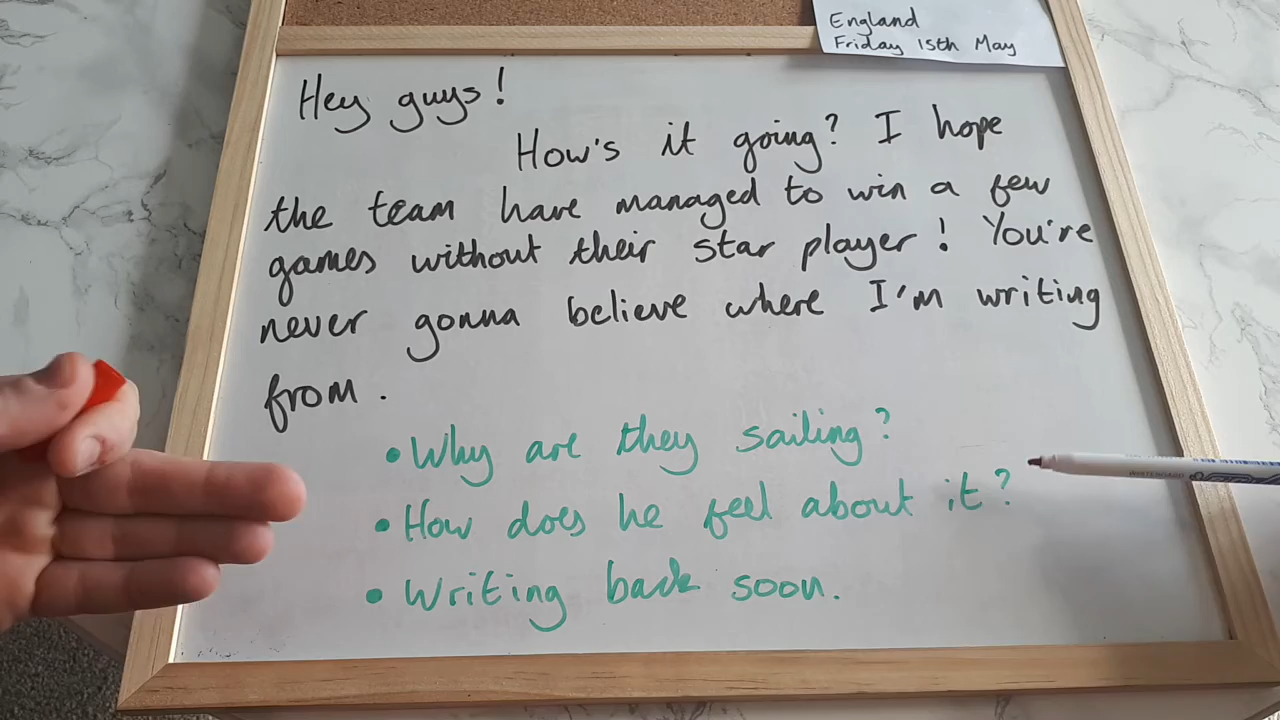 England
Friday 15th May
Hey guys!
How's it going? I hope
the team have managed to win a few
games without their star player! You're
never gonna believe where I'm writing
from.
• Why are they sailing?
• How does he feel about it?
• Writing back soon.